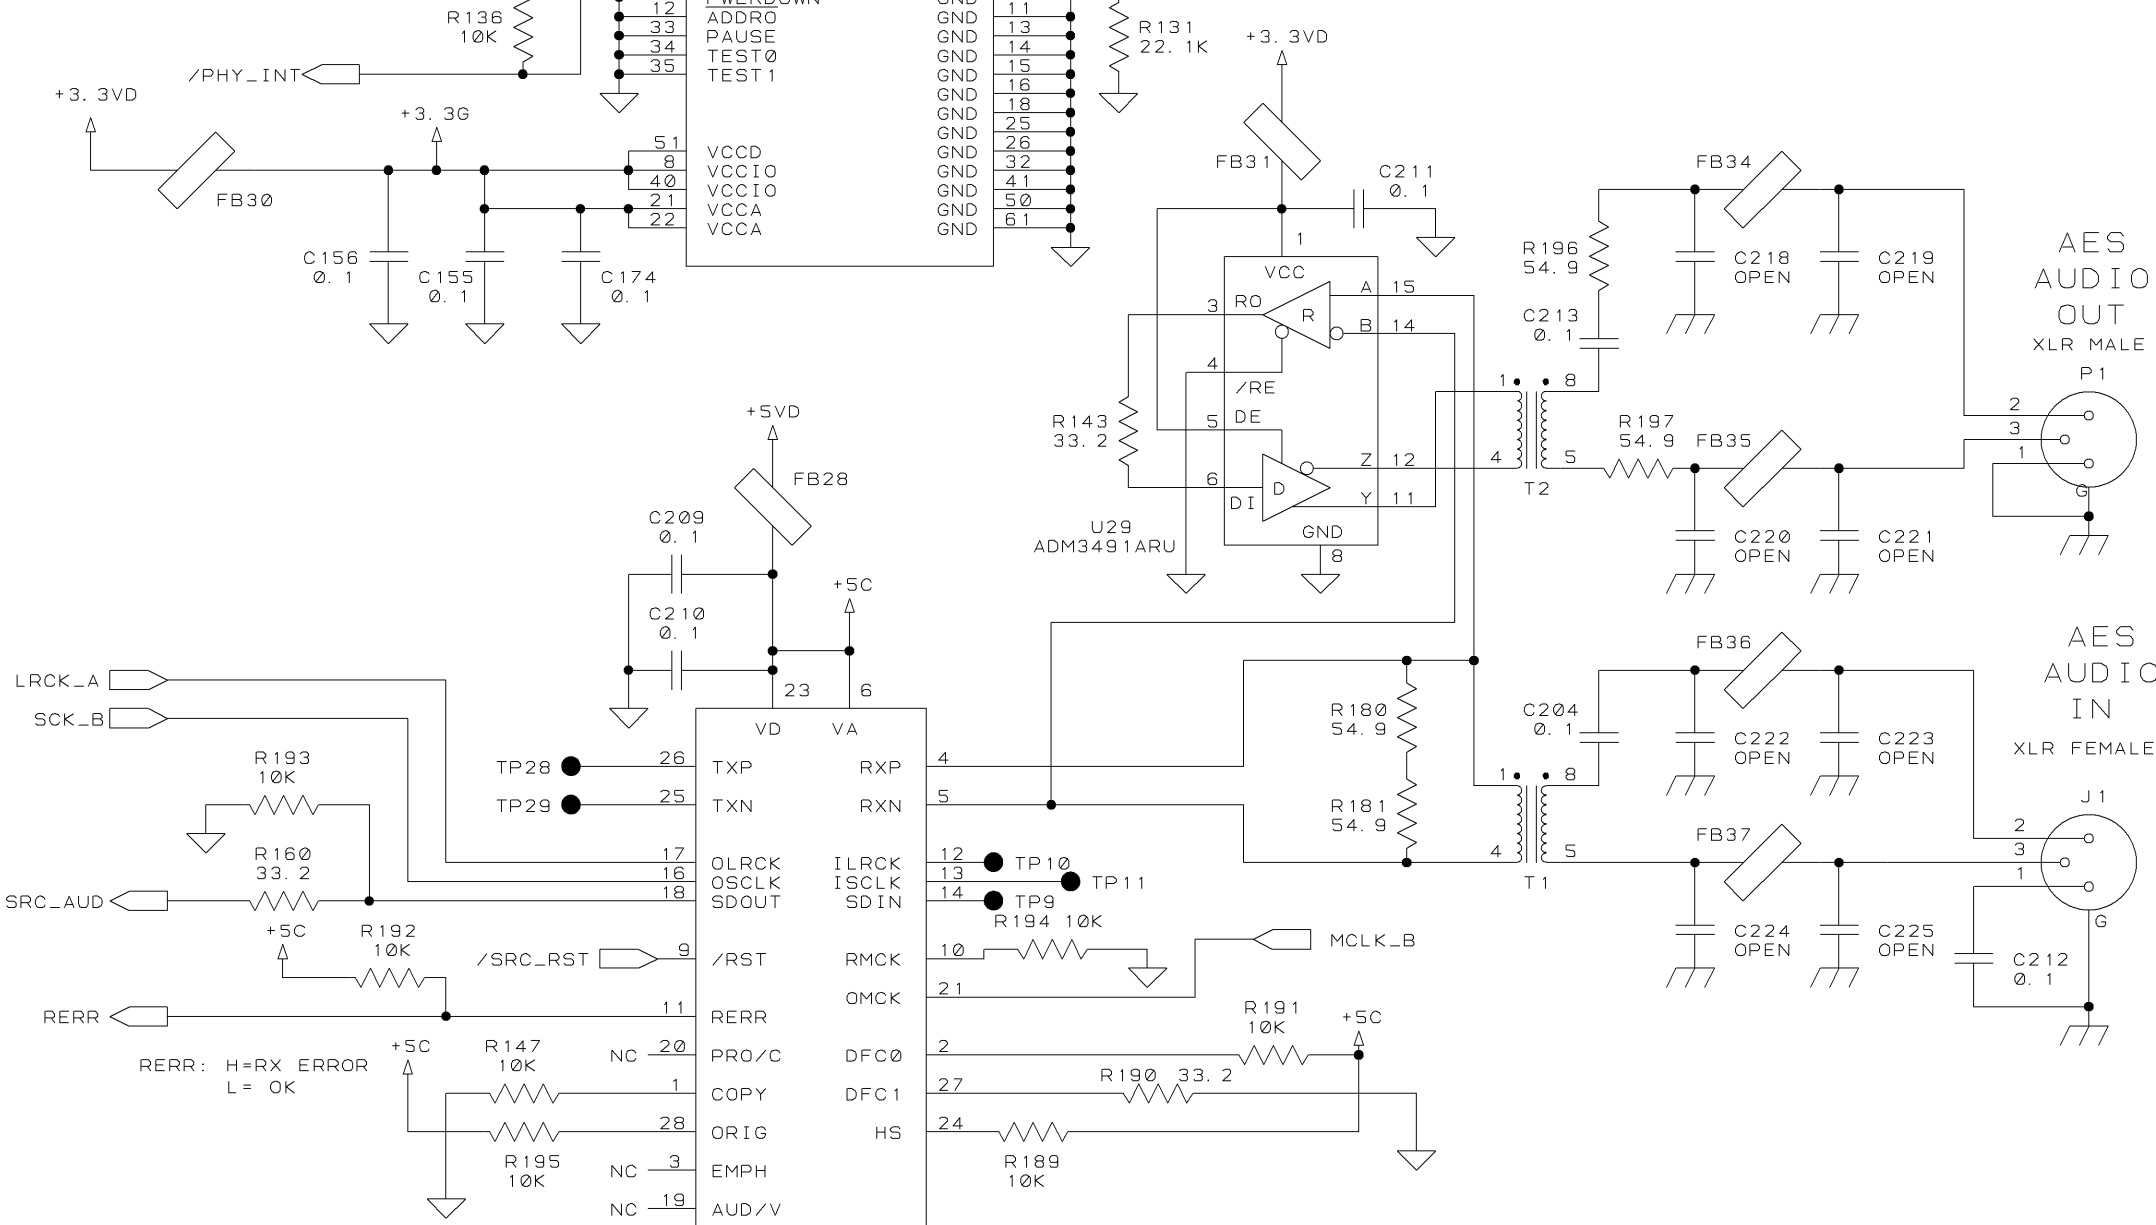 PWERDOWN
GND
R136
10K
12
ADDR0
GND
11
33
PAUSE
GND
13
34
TEST0
GND
14
35
TEST1
GND
15
GND
16
GND
18
GND
25
R131
22.1K
/PHY_INT
+3.3VD
+3.3G
FB30
51
VCCD
GND
26
8
VCCIO
GND
32
40
VCCIO
GND
41
21
VCCA
GND
50
22
VCCA
GND
61
C156
0.1
C155
0.1
C174
0.1
+3.3VD
FB31
C211
0.1
1
VCC
3
RO
R
A
15
B
14
4
/RE
5
DE
R143
33.2
6
DI
D
Z
12
Y
11
U29
ADM3491ARU
GND
8
FB34
R196
54.9
C218
OPEN
C219
OPEN
C213
0.1
1
8
4
5
T2
R197
54.9
FB35
C220
OPEN
C221
OPEN
AES
AUDIO
OUT
XLR MALE
P1
2
3
1
G
+5VD
FB28
C209
0.1
C210
0.1
+5C
23
6
VD
VA
LRCK_A
SCK_B
R193
10K
R160
33.2
SRC_AUD
+5C
R192
10K
RERR
RERR: H=RX ERROR
L= OK
TP28
26
TXP
TP29
25
TXN
17
OLRCK
16
OSCLK
18
SDOUT
/SRC_RST
9
/RST
11
RERR
NC
20
PRO/C
+5C
R147
10K
1
COPY
28
ORIG
R195
10K
NC
3
EMPH
NC
19
AUD/V
RXP
4
RXN
5
ILRCK
12
TP10
ISCLK
13
TP11
SDIN
14
TP9
R194 10K
RMCK
10
OMCK
21
MCLK_B
DFC0
2
R191
10K
+5C
DFC1
27
R190 33.2
HS
24
R189
10K
R180
54.9
R181
54.9
1
8
4
5
T1
C204
0.1
FB36
C222
OPEN
C223
OPEN
FB37
C224
OPEN
C225
OPEN
AES
AUDIO
IN
XLR FEMALE
J1
2
3
1
G
C212
0.1